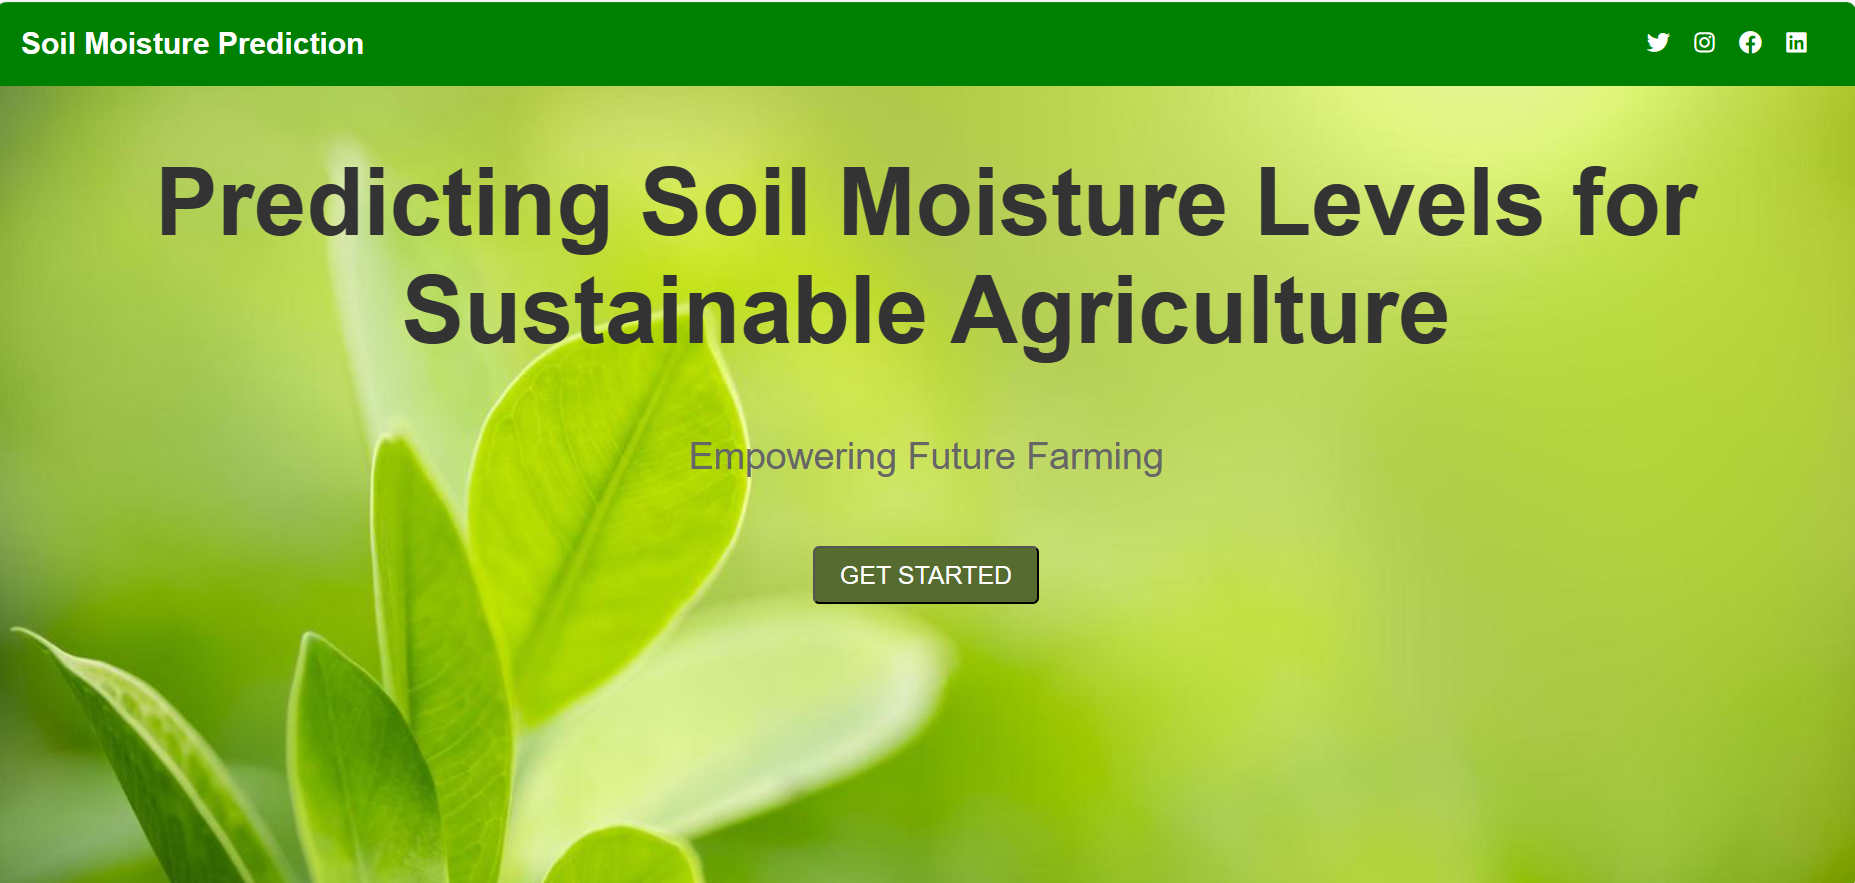 Soil Moisture Prediction
Predicting Soil Moisture Levels for
Sustainable Agriculture
Empowering Future Farming
GET STARTED